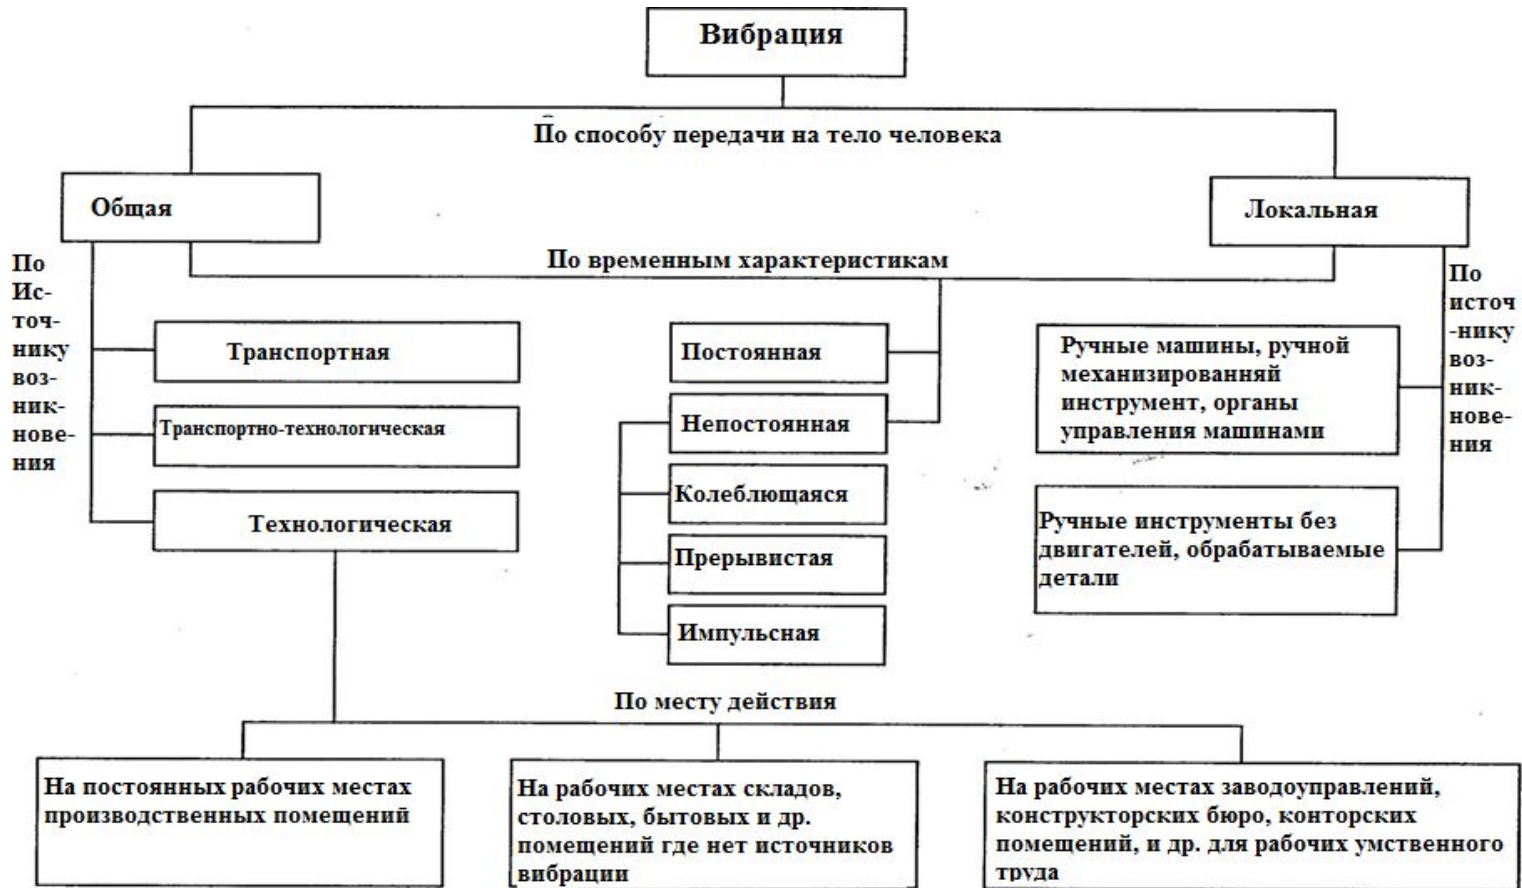 Вибрация
По способу передачи на тело человека
Общая
Локальная
По временным характеристикам
По
Ис-
точ-
нику
воз-
ник-
нове-
ния
Транспортная
Транспортно-технологическая
Технологическая
Постоянная
Непостоянная
Колеблющаяся
Прерывистая
Импульсная
Ручные машины, ручной
механизированняй
инструмент, органы
управления машинами
Ручные инструменты без
двигателей, обрабатываемые
детали
По
источ
-нику
воз-
ник-
нове-
ния
По месту действия
На постоянных рабочих местах
производственных помещений
На рабочих местах складов,
столовых, бытовых и др.
помещений где нет источников
вибрации
На рабочих местах заводоуправлений,
конструкторских бюро, конторских
помещений, и др. для рабочих умственного
труда